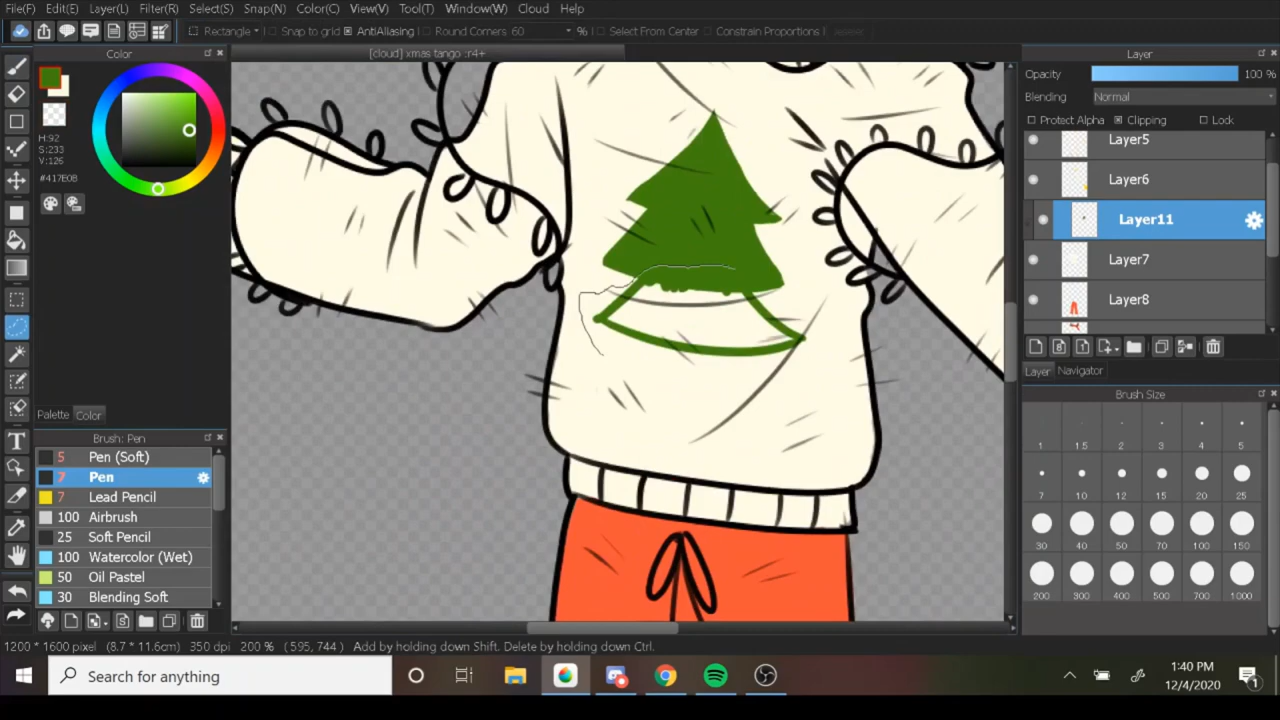 File(F) Edit(E) Layer(L) Filter(R) Select(S) Snap(N) Color(C) View(V) Tool(T) Window(W) Cloud Help
Rectangle Snap to grid AntiAliasing Round Corners 60 % Select From Center Constrain Proportions
Color
[cloud] xmas tango :r4+
Layer
Opacity 100 %
Blending Normal
Protect Alpha Clipping Lock
H:92
S:233
V:126
#417E0B
Layer5
Layer6
Layer11
Layer7
Layer8
Layer Navigator
Brush Size
1 1.5 2 3 4 5
7 10 12 15 20 25
30 40 50 70 100 150
200 300 400 500 700 1000
Palette Color
Brush: Pen
5 Pen (Soft)
7 Pen
7 Lead Pencil
100 Airbrush
25 Soft Pencil
100 Watercolor (Wet)
50 Oil Pastel
30 Blending Soft
1200 * 1600 pixel (8.7 * 11.6cm) 350 dpi 200 % ( 595, 744 ) Add by holding down Shift. Delete by holding down Ctrl.
Search for anything
1:40 PM
12/4/2020
1